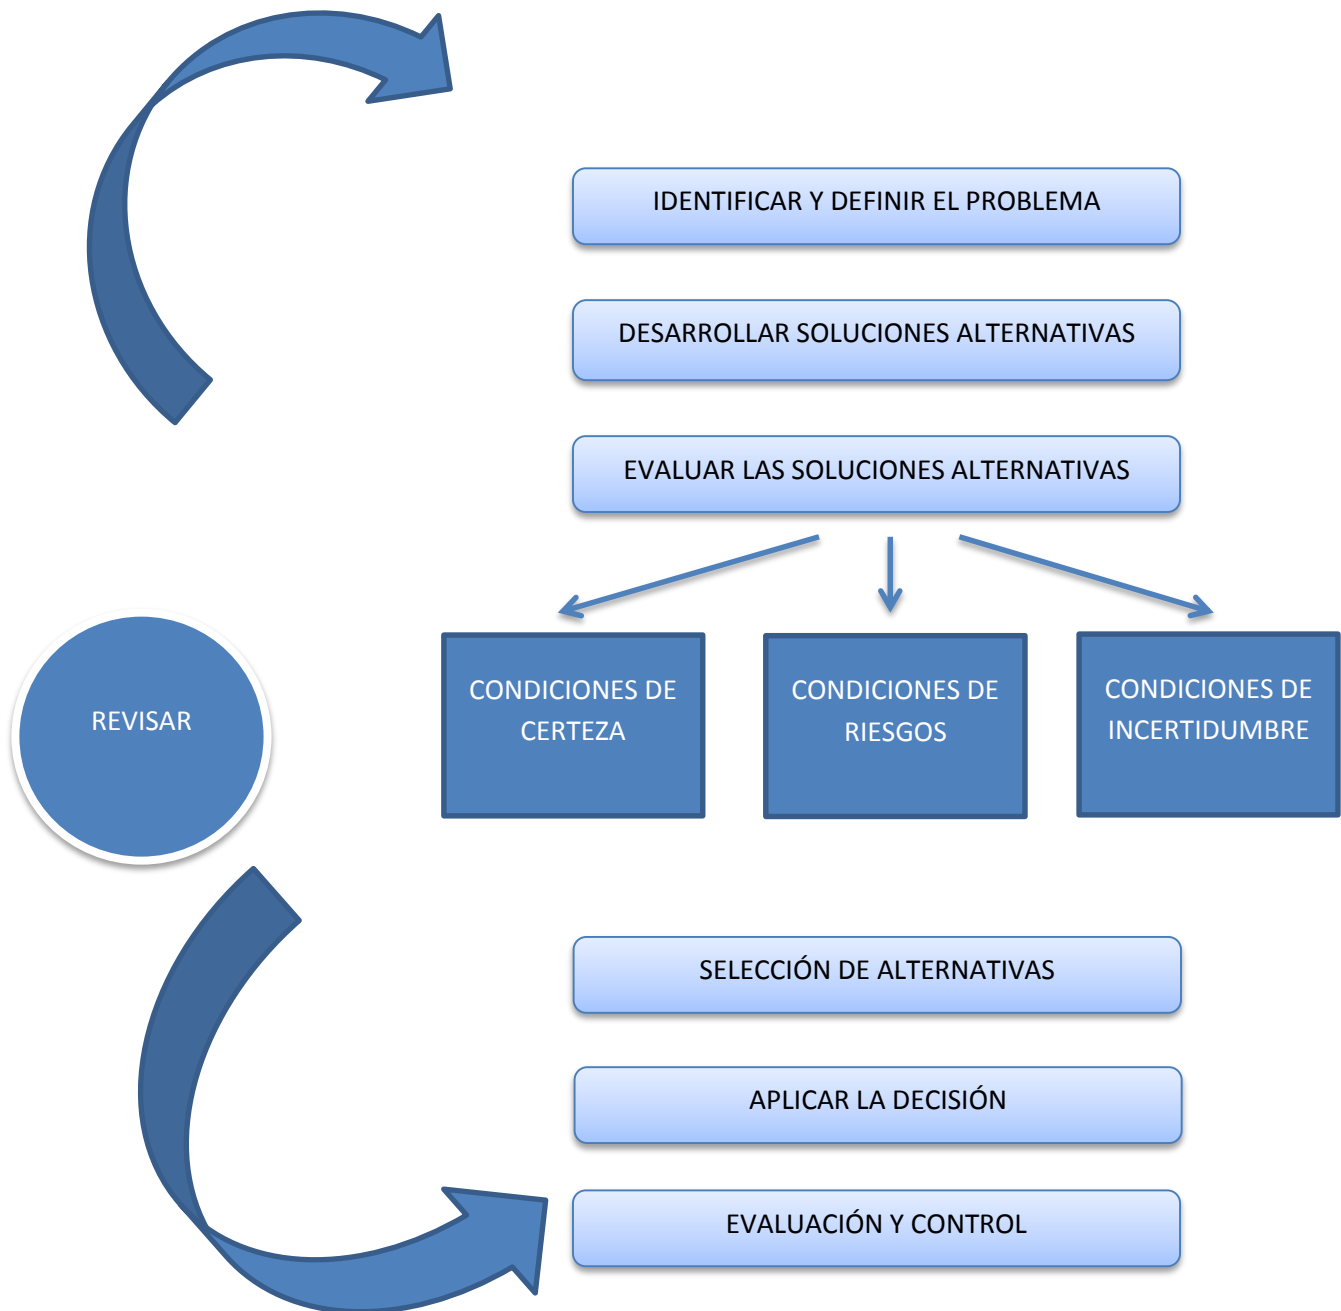 IDENTIFICAR Y DEFINIR EL PROBLEMA
DESARROLLAR SOLUCIONES ALTERNATIVAS
EVALUAR LAS SOLUCIONES ALTERNATIVAS
REVISAR
CONDICIONES DE
CERTEZA
CONDICIONES DE
RIESGOS
CONDICIONES DE
INCERTIDUMBRE
SELECCIÓN DE ALTERNATIVAS
APLICAR LA DECISIÓN
EVALUACIÓN Y CONTROL